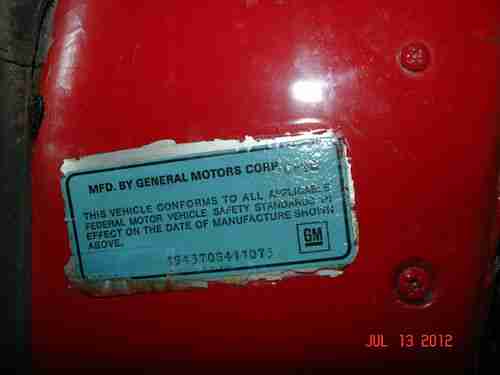 MFD. BY GENERAL MOTORS CORP.
THIS VEHICLE CONFORMS TO ALL APPLICABLE
FEDERAL MOTOR VEHICLE SAFETY STANDARDS IN
EFFECT ON THE DATE OF MANUFACTURE SHOWN
ABOVE.
GM
JUL 13 2012